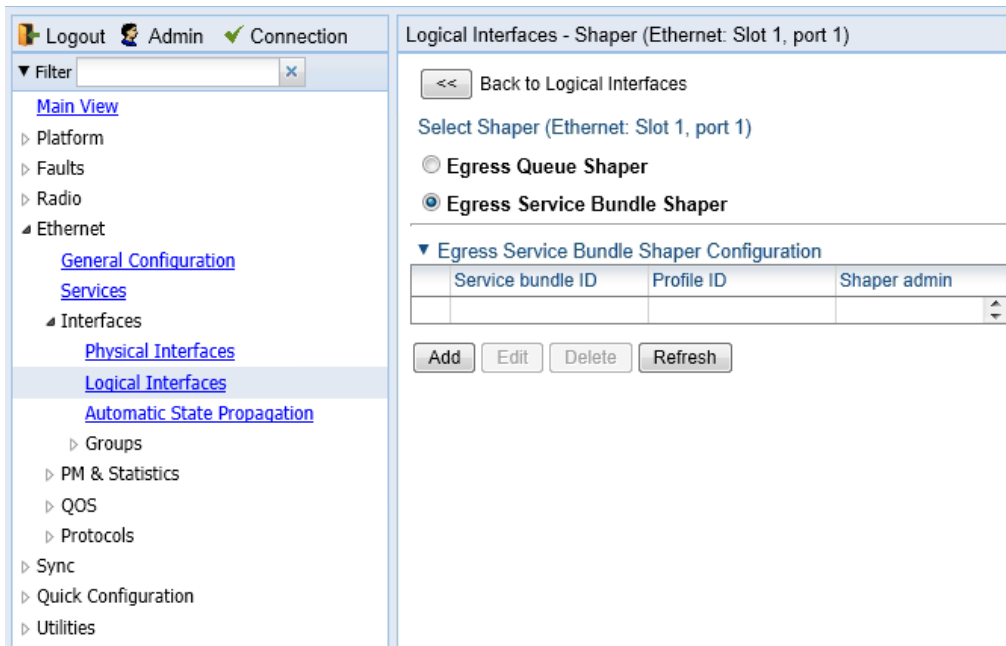 Logout Admin Connection
Filter
Main View
Platform
Faults
Radio
Ethernet
General Configuration
Services
Interfaces
Physical Interfaces
Logical Interfaces
Automatic State Propagation
Groups
PM & Statistics
QOS
Protocols
Sync
Quick Configuration
Utilities
Logical Interfaces - Shaper (Ethernet: Slot 1, port 1)
<< Back to Logical Interfaces
Select Shaper (Ethernet: Slot 1, port 1)
Egress Queue Shaper
Egress Service Bundle Shaper
Egress Service Bundle Shaper Configuration
Service bundle ID Profile ID Shaper admin
Add Edit Delete Refresh